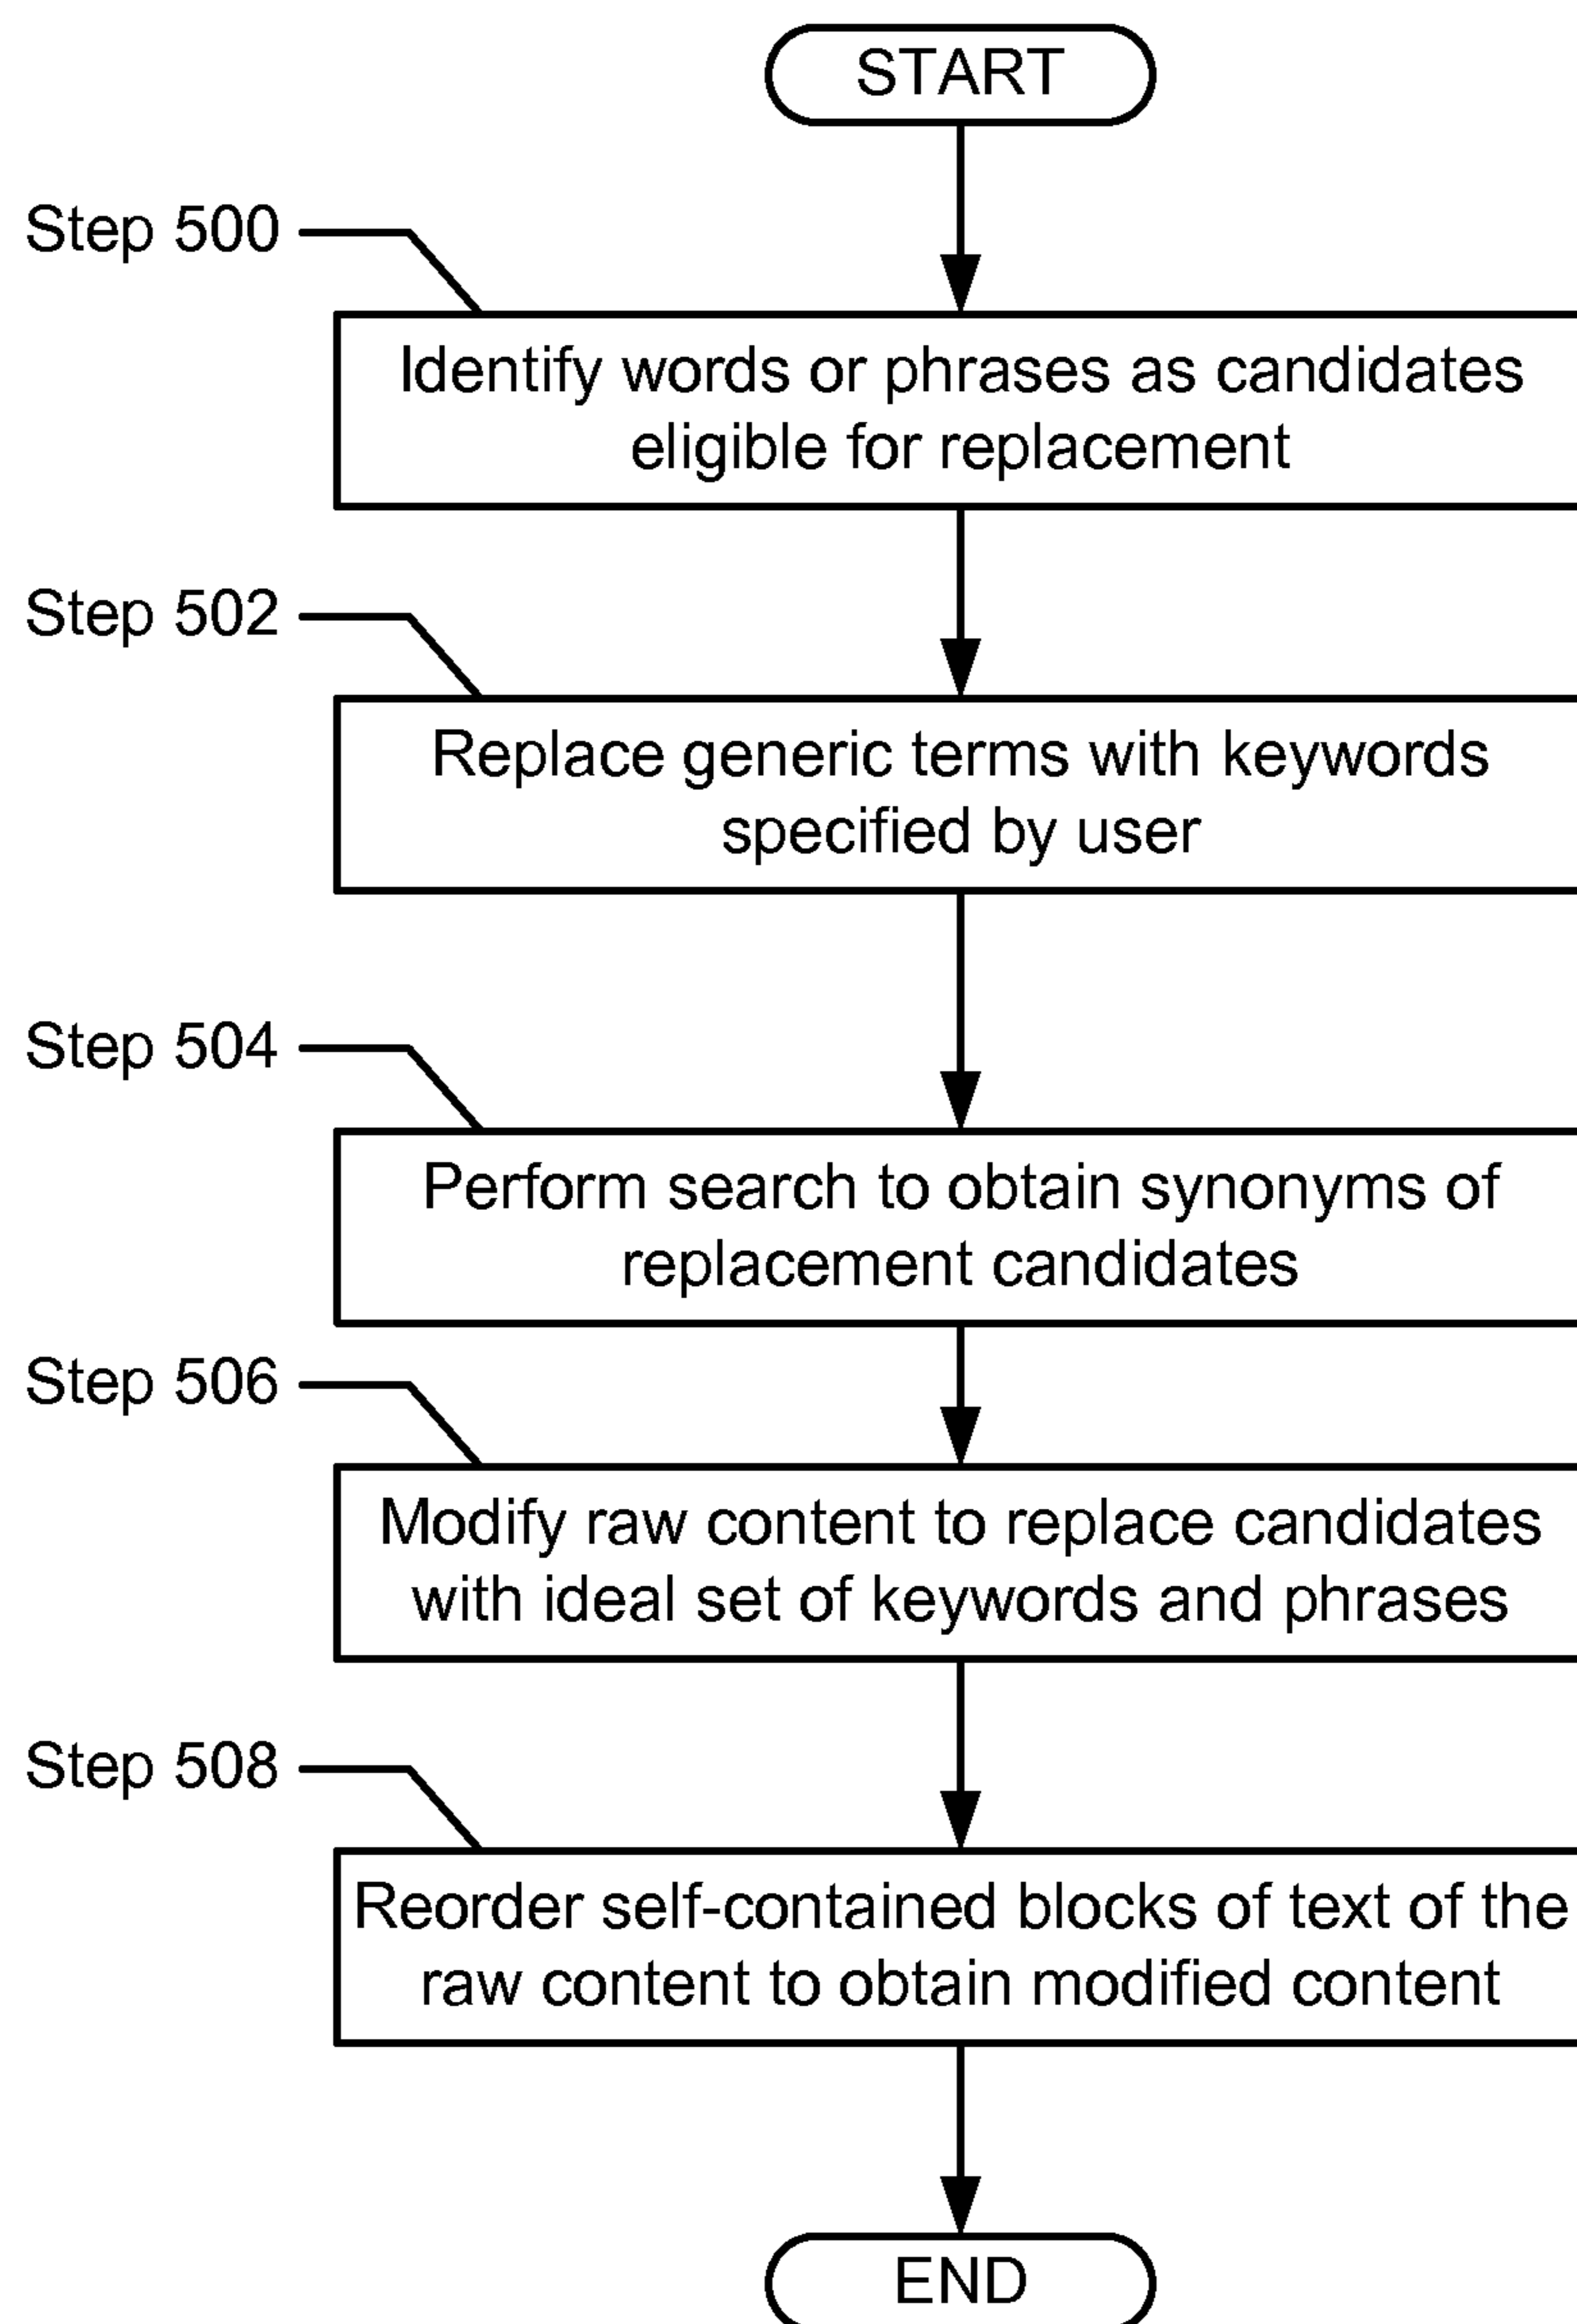 START
Step 500
Identify words or phrases as candidates
eligible for replacement
Step 502
Replace generic terms with keywords
specified by user
Step 504
Perform search to obtain synonyms of
replacement candidates
Step 506
Modify raw content to replace candidates
with ideal set of keywords and phrases
Step 508
Reorder self-contained blocks of text of the
raw content to obtain modified content
END